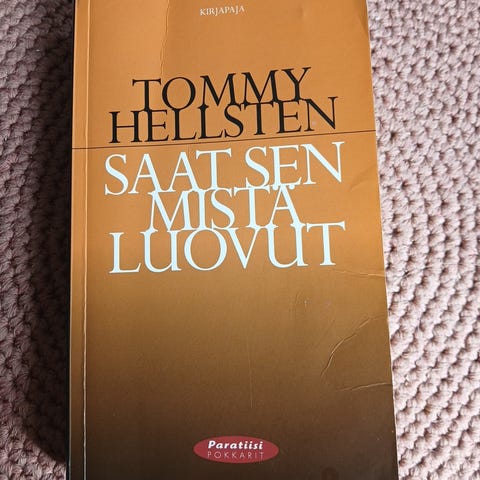 KIRJAPAJA
TOMMY
HELLSTEN
SAAT SEN
MISTÄ
LUOVUT
Paratiisi
POKKARIT